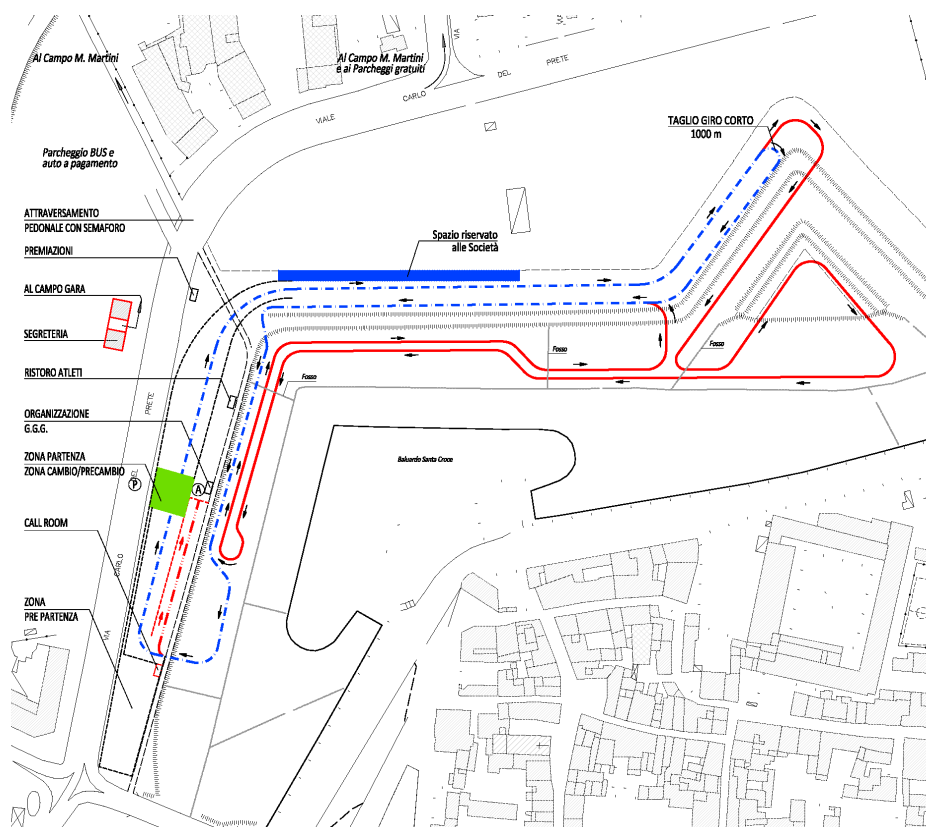 Al Campo M. Martini
Al Campo M. Martini
e ai Parcheggi gratuiti
VIA
VIALE CARLO DEL PRETE
TAGLIO GIRO CORTO
1000 m
Parcheggio BUS e
auto a pagamento
ATTRAVERSAMENTO
PEDONALE CON SEMAFORO
Spazio riservato
alle Società
PREMIAZIONI
AL CAMPO GARA
SEGRETERIA
Fosso
Fosso
RISTORO ATLETI
Fosso
PRETE
ORGANIZZAZIONE
G.G.G.
ZONA PARTENZA
ZONA CAMBIO/PRECAMBIO
DEL
P
A
Baluardo Santa Croce
CALL ROOM
CARLO
ZONA
PRE PARTENZA
VIA